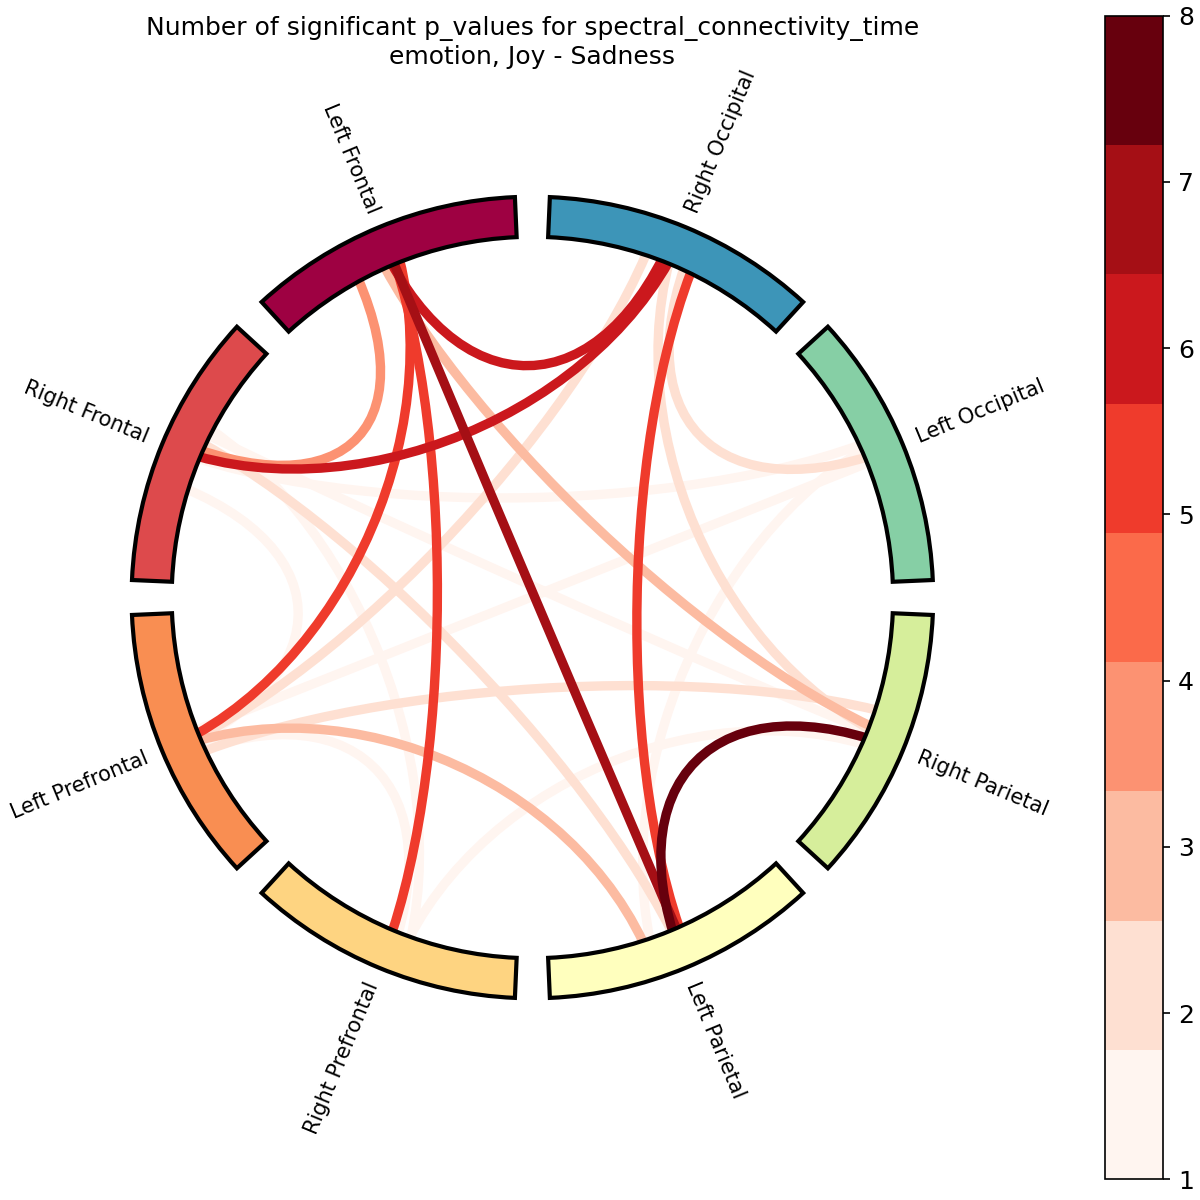 Number of significant p_values for spectral_connectivity_time
emotion, Joy - Sadness
Left Frontal
Right Occipital
Right Frontal
Left Occipital
Left Prefrontal
Right Parietal
Right Prefrontal
Left Parietal
8
7
6
5
4
3
2
1